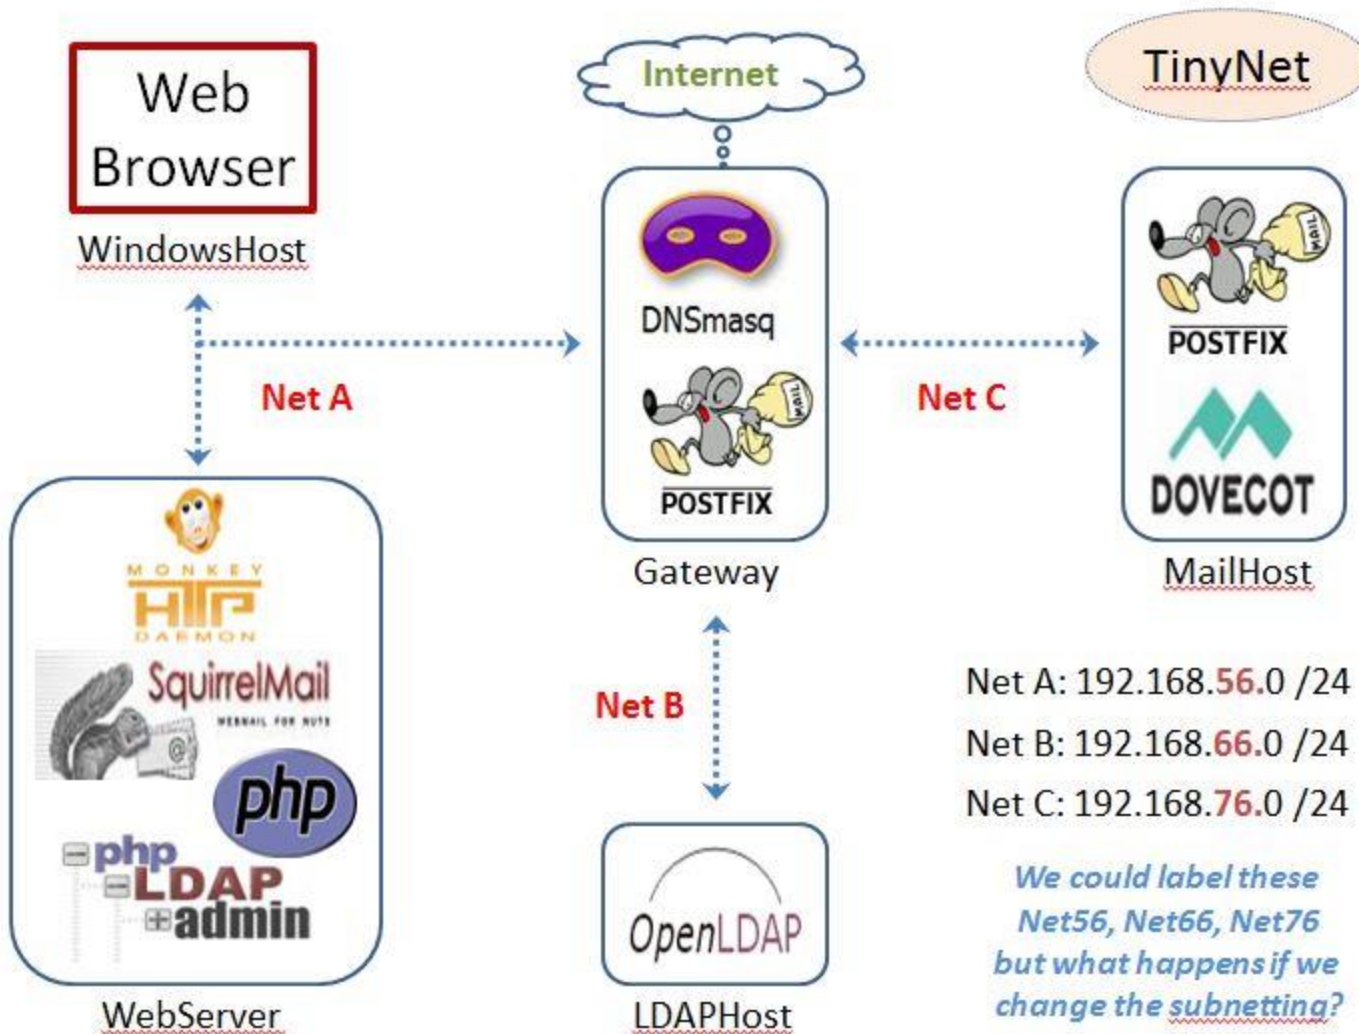 Web
Browser
WindowsHost
Internet
TinyNet
DNSmasq
MAIL
POSTFIX
Gateway
MAIL
POSTFIX
DOVECOT
MailHost
Net A
Net C
MONKEY
HTTP
DAEMON
SquirrelMail
WEBMAIL FOR NUTS
@
php
php
LDAP
admin
WebServer
Net B
OpenLDAP
LDAPHost
Net A: 192.168.56.0 /24
Net B: 192.168.66.0 /24
Net C: 192.168.76.0 /24
We could label these
Net56, Net66, Net76
but what happens if we
change the subnetting?